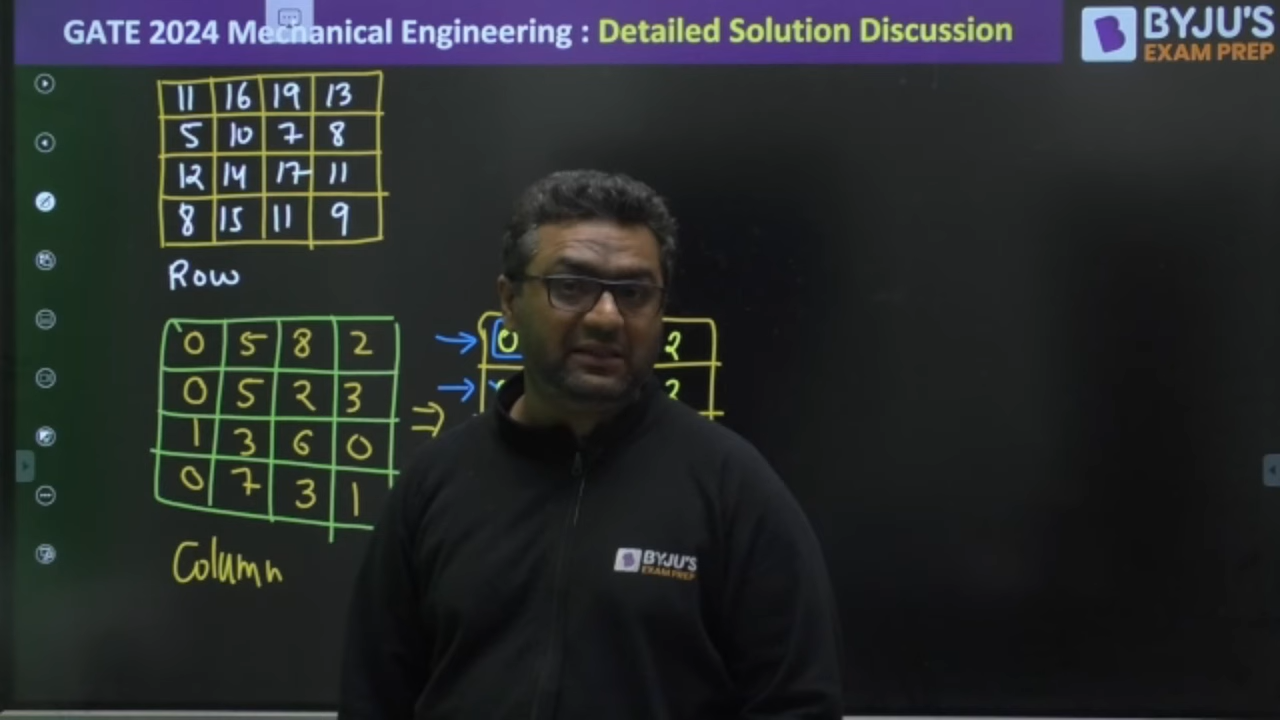 GATE 2024 Mechanical Engineering : Detailed Solution Discussion
BYJU'S
EXAM PREP
11 16 19 13
5 10 7 8
12 14 17 11
8 15 11 9
Row
0 5 8 2
0 5 2 3
1 3 6 0
0 7 3 1
Column
→ 0 2
→
⇒
BYJU'S
EXAM PREP